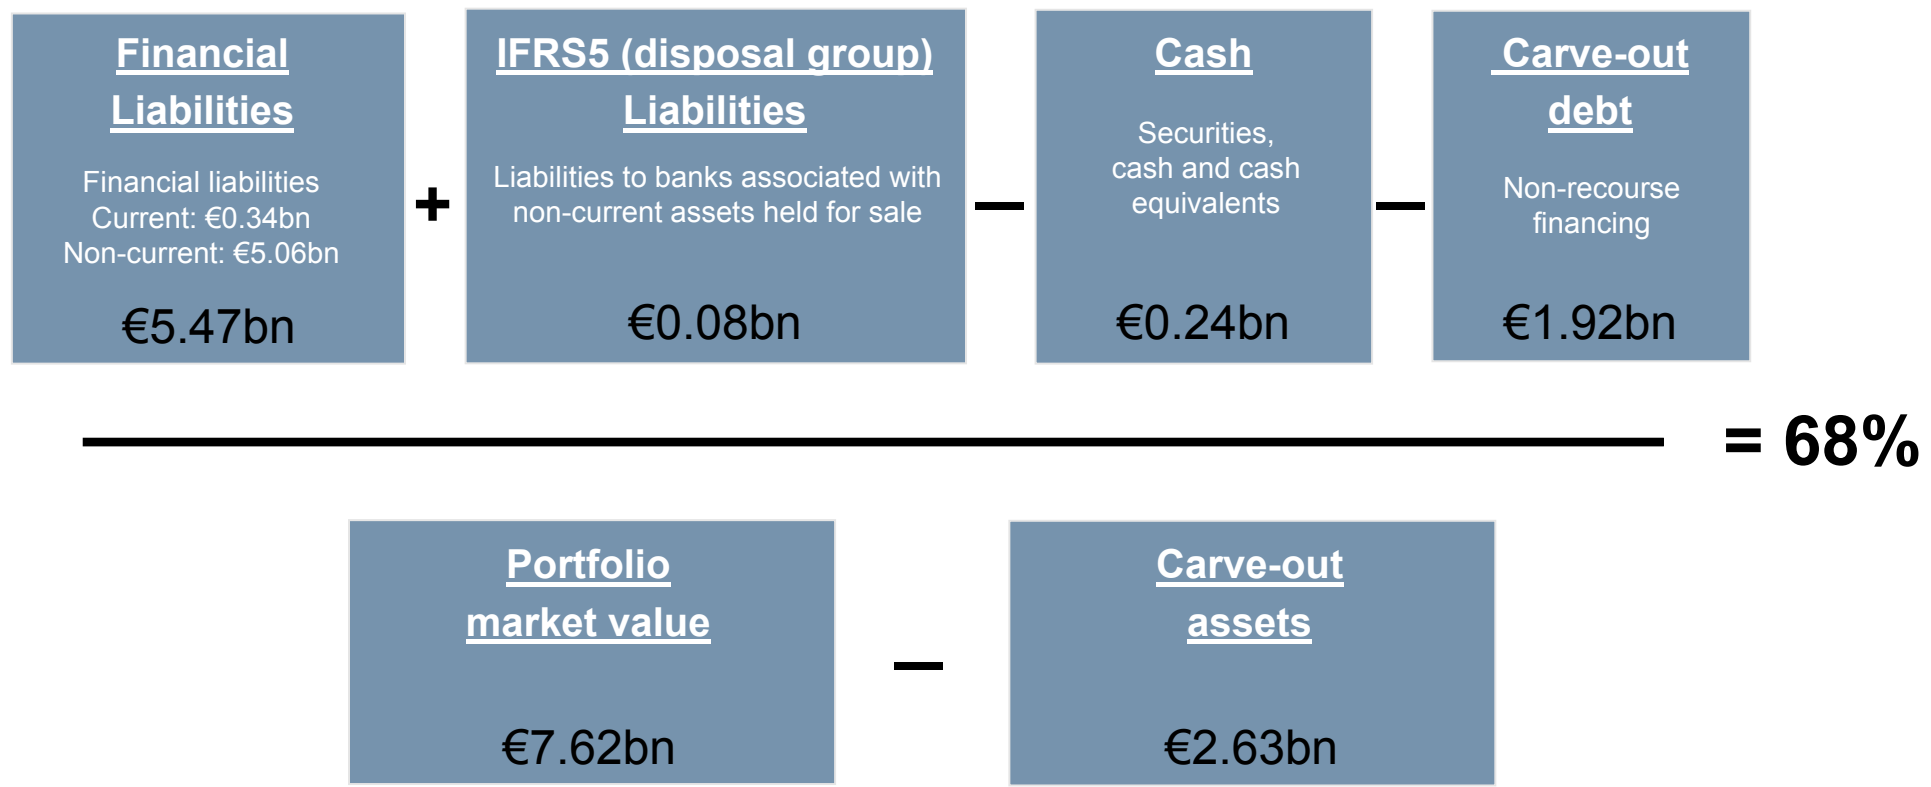 Financial
Liabilities
Financial liabilities
Current: €0.34bn
Non-current: €5.06bn
€5.47bn
+
IFRS5 (disposal group)
Liabilities
Liabilities to banks associated with
non-current assets held for sale
€0.08bn
—
Cash
Securities,
cash and cash
equivalents
€0.24bn
—
Carve-out
debt
Non-recourse
financing
€1.92bn
= 68%
Portfolio
market value
€7.62bn
—
Carve-out
assets
€2.63bn